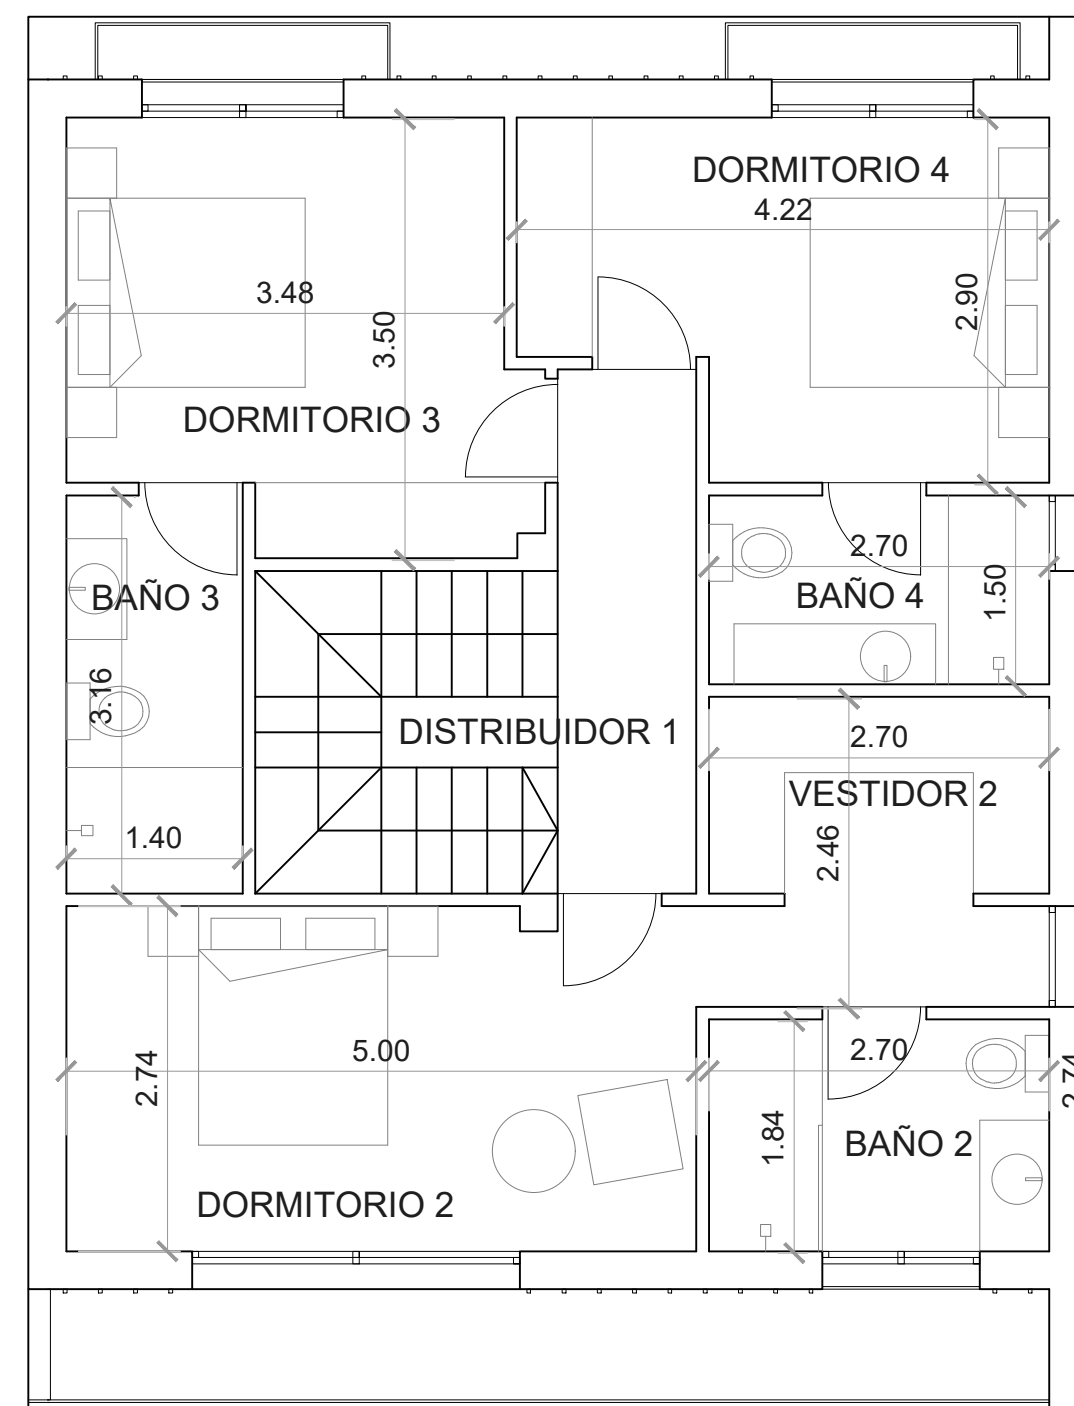 DORMITORIO 4
4.22
3.48
2.90
3.50
DORMITORIO 3
2.70
BAÑO 3
BAÑO 4
1.50
3.16
DISTRIBUIDOR 1
2.70
VESTIDOR 2
1.40
2.46
5.00
2.70
2.74
2.74
1.84
BAÑO 2
DORMITORIO 2